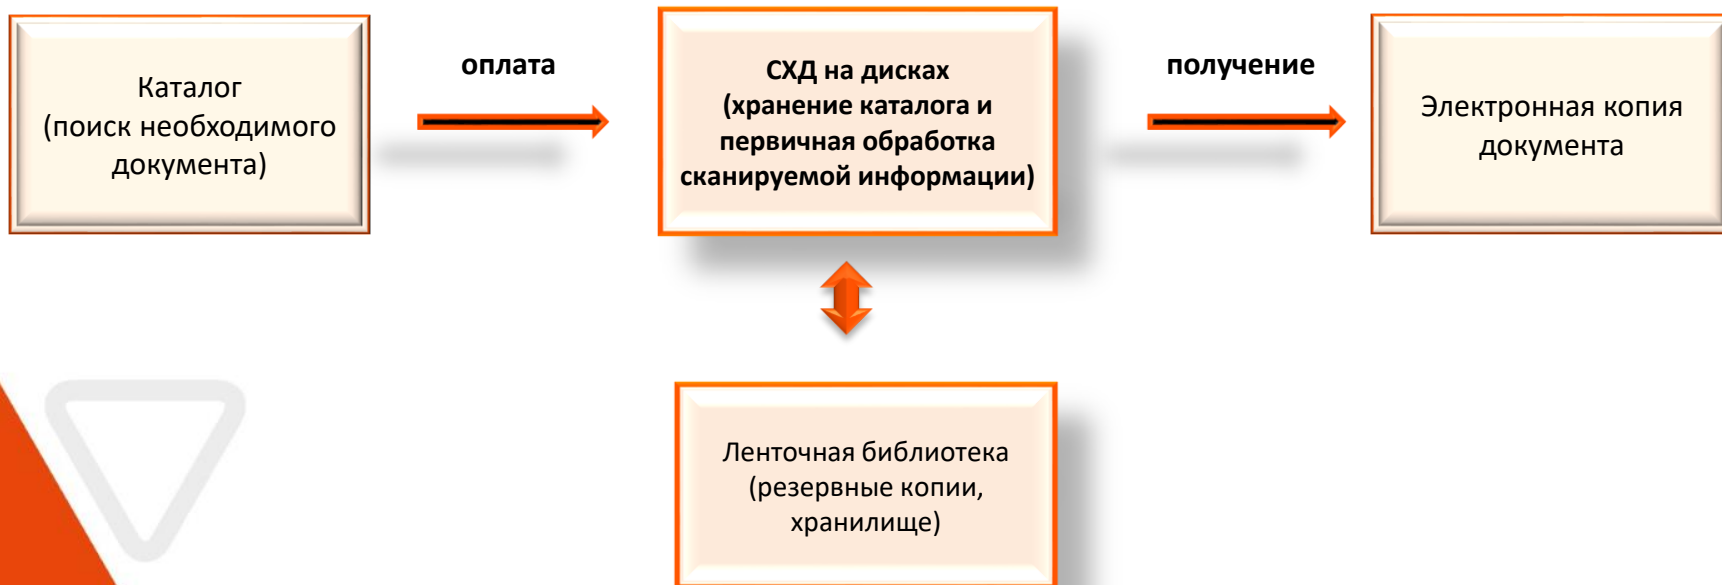 Каталог
(поиск необходимого
документа)
оплата
СХД на дисках
(хранение каталога и
первичная обработка
сканируемой информации)
получение
Электронная копия
документа
Ленточная библиотека
(резервные копии,
хранилище)